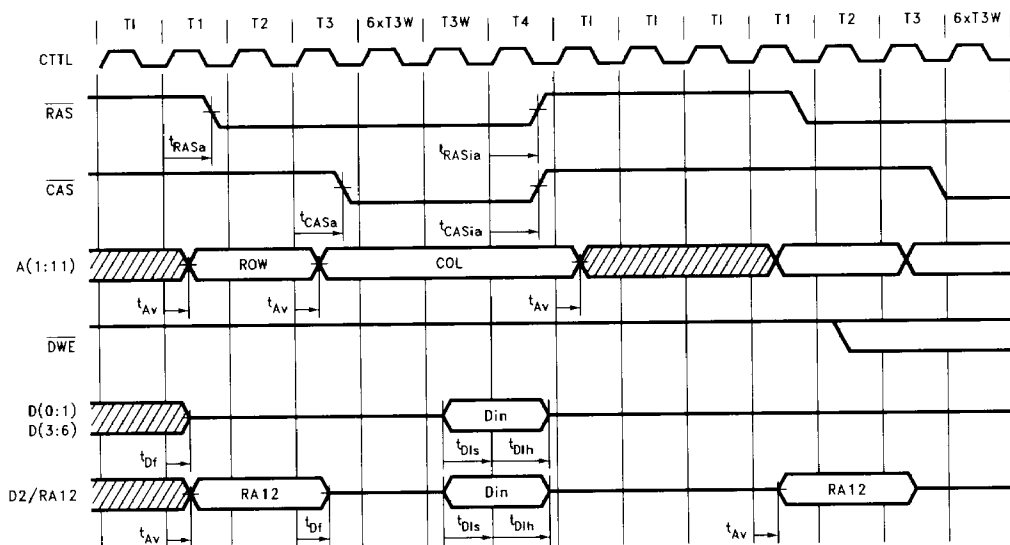 TI T1 T2 T3 6xT3W T3W T4 TI TI TI T1 T2 T3 6xT3W
CTTL
RAS
tRASa tRASia
CAS
tCASa tCASia
A(1:11) ROW COL
tAv tAv tAv
DWE
D(0:1) Din
D(3:6)
tDf tDIs tDIh
D2/RA12 RA12 Din RA12
tAv tDf tDIs tDIh tAv